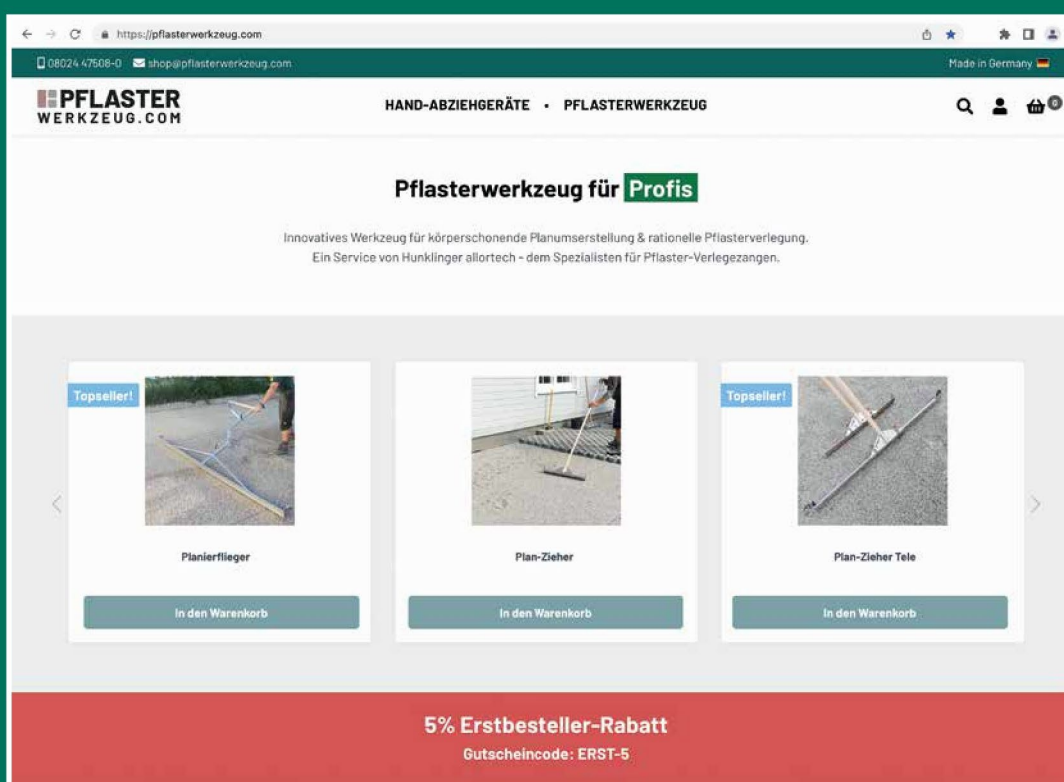 https://pflasterwerkzeug.com
08024 47508-0 shop@pflasterwerkzeug.com Made in Germany
PFLASTER
WERKZEUG.COM
HAND-ABZIEHGERÄTE • PFLASTERWERKZEUG
0
Pflasterwerkzeug für Profis
Innovatives Werkzeug für körperschonende Planumserstellung & rationelle Pflasterverlegung.
Ein Service von Hunklinger allortech - dem Spezialisten für Pflaster-Verlegezangen.
Topseller! Topseller!
Planierflieger Plan-Zieher Plan-Zieher Tele
In den Warenkorb In den Warenkorb In den Warenkorb
5% Erstbesteller-Rabatt
Gutscheincode: ERST-5